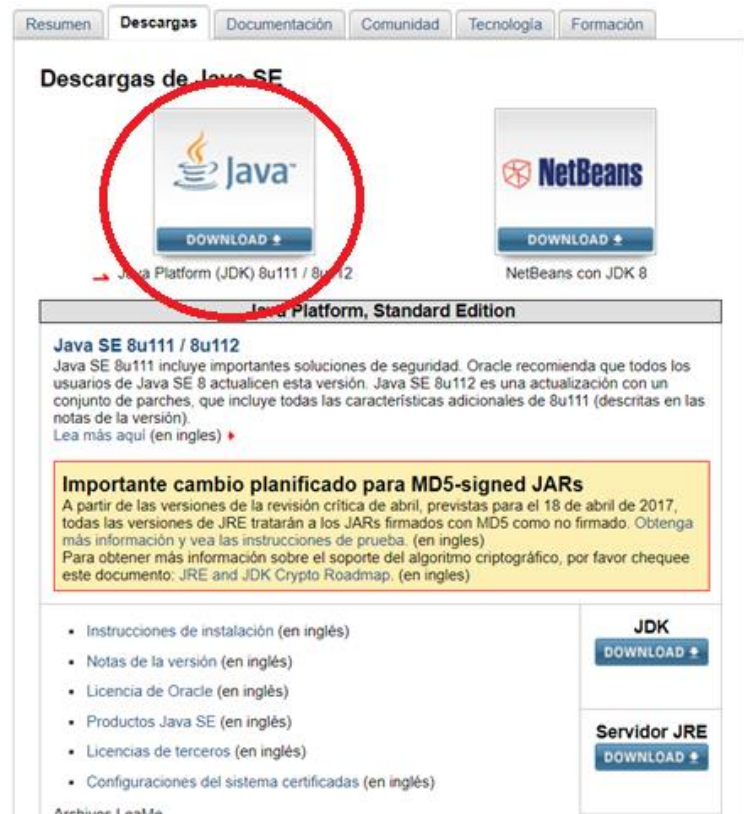 Resumen Descargas Documentación Comunidad Tecnología Formación
Descargas de Java SE
Java NetBeans
DOWNLOAD DOWNLOAD
Java Platform (JDK) 8u111 / 8u112 NetBeans con JDK 8
Java Platform, Standard Edition
Java SE 8u111 / 8u112
Java SE 8u111 incluye importantes soluciones de seguridad. Oracle recomienda que todos los
usuarios de Java SE 8 actualicen esta versión. Java SE 8u112 es una actualización con un
conjunto de parches, que incluye todas las características adicionales de 8u111 (descritas en las
notas de la versión).
Lea más aquí (en ingles)
Importante cambio planificado para MD5-signed JARs
A partir de las versiones de la revisión crítica de abril, previstas para el 18 de abril de 2017,
todas las versiones de JRE tratarán a los JARs firmados con MD5 como no firmado. Obtenga
más información y vea las instrucciones de prueba. (en ingles)
Para obtener más información sobre el soporte del algoritmo criptográfico, por favor chequee
este documento: JRE and JDK Crypto Roadmap. (en ingles)
Instrucciones de instalación (en inglés)
Notas de la versión (en inglés)
Licencia de Oracle (en inglés)
Productos Java SE (en inglés)
Licencias de terceros (en inglés)
Configuraciones del sistema certificadas (en inglés)
Archivos LeaMe
JDK
DOWNLOAD
Servidor JRE
DOWNLOAD